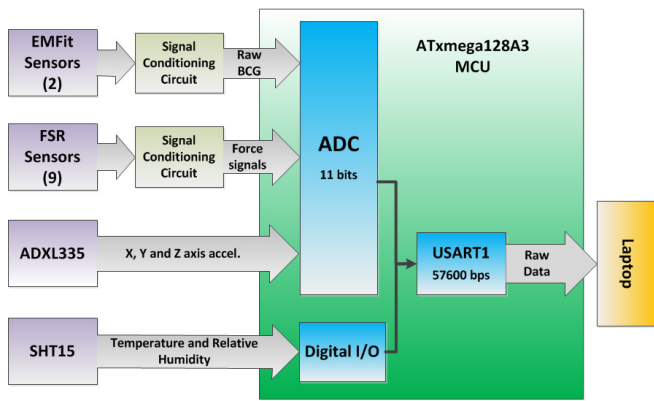 EMFit
Sensors
(2)
Signal
Conditioning
Circuit
Raw
BCG
ATxmega128A3
MCU
FSR
Sensors
(9)
Signal
Conditioning
Circuit
Force
signals
ADC
11 bits
ADXL335
X, Y and Z axis accel.
USART1
57600 bps
Raw
Data
Laptop
SHT15
Temperature and Relative
Humidity
Digital I/O